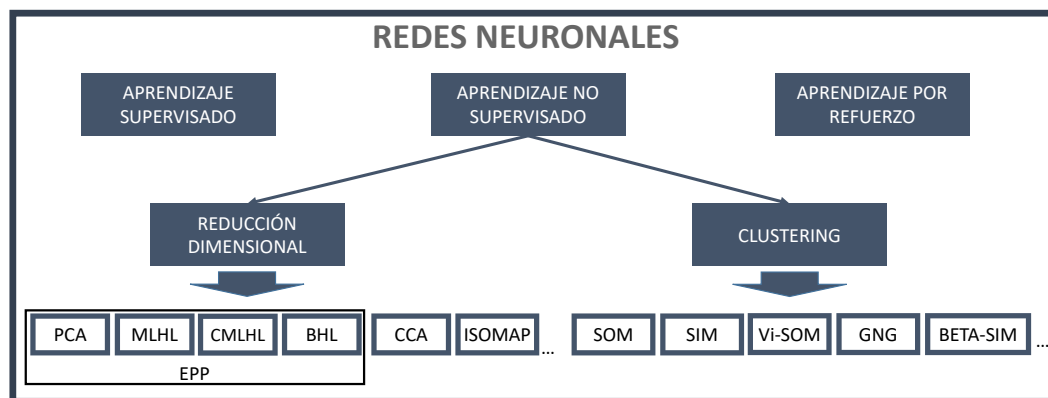 REDES NEURONALES
APRENDIZAJE
SUPERVISADO
APRENDIZAJE NO
SUPERVISADO
APRENDIZAJE POR
REFUERZO
REDUCCIÓN
DIMENSIONAL
CLUSTERING
PCA MLHL CMLHL BHL CCA ISOMAP ... SOM SIM Vi-SOM GNG BETA-SIM ...
EPP